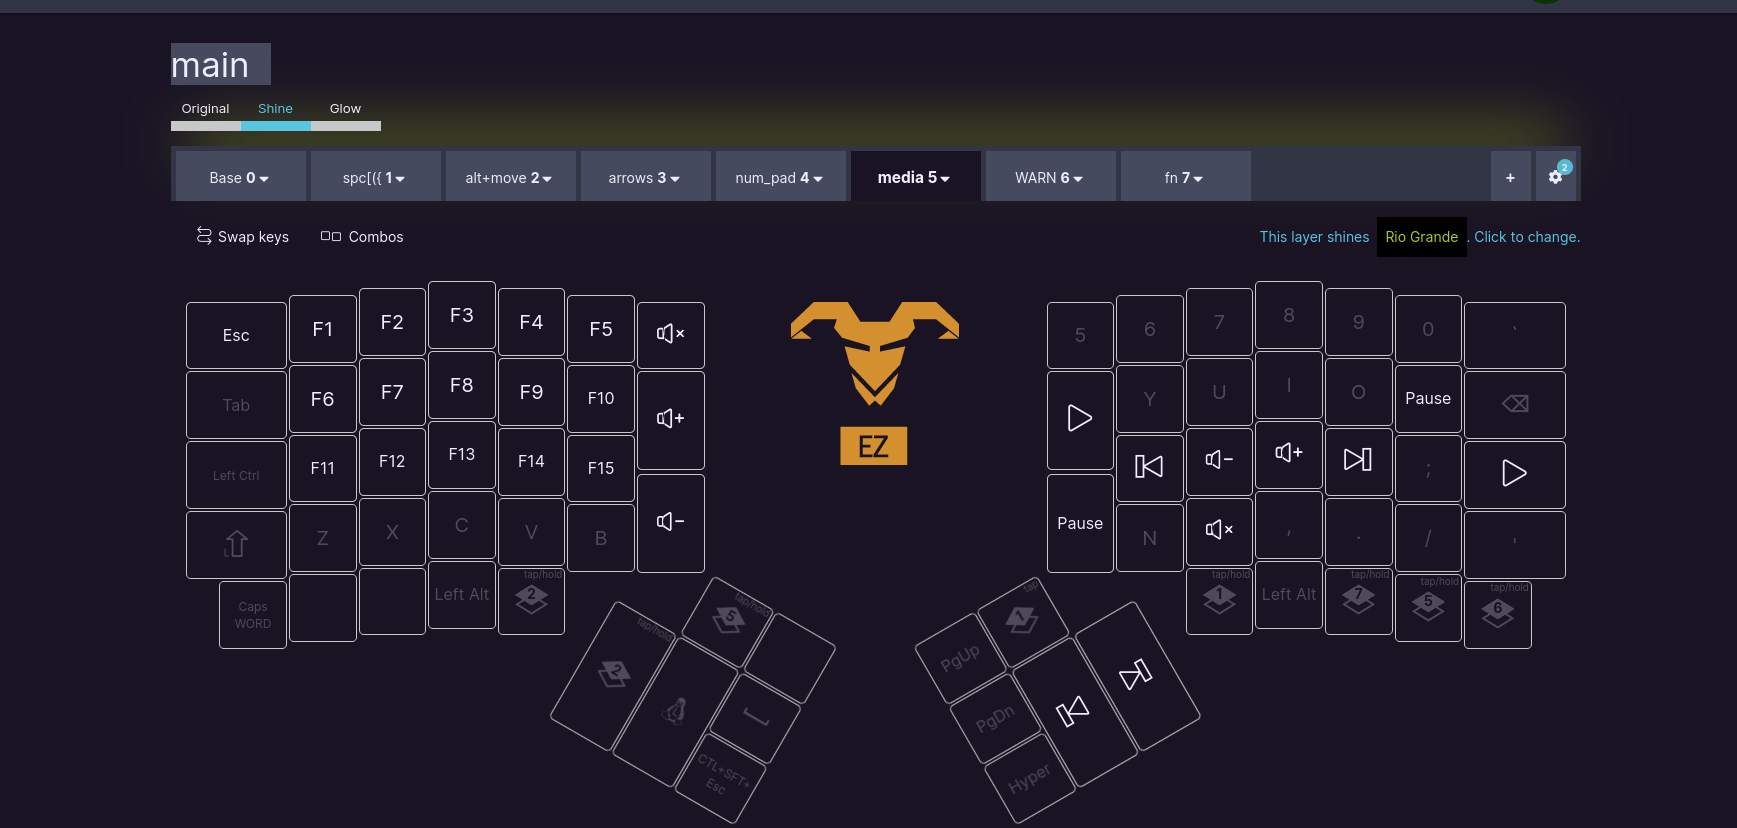 main
Original Shine Glow
Base 0 spc[({ 1 alt+move 2 arrows 3 num_pad 4 media 5 WARN 6 fn 7 + 2
Swap keys Combos This layer shines Rio Grande . Click to change.
Esc F1 F2 F3 F4 F5 5 6 7 8 9 0 `
Tab F6 F7 F8 F9 F10 Y U I O Pause
Left Ctrl F11 F12 F13 F14 F15 ;
L Z X C V B Pause N , . / '
Caps WORD Left Alt tap/hold 2 tap/hold 1 Left Alt tap/hold 7 tap/hold 5 tap/hold 6
EZ
tap/hold 5 tap 1
tap/hold 2 PgUp
PgDn
CTL+SFT+
Esc Hyper